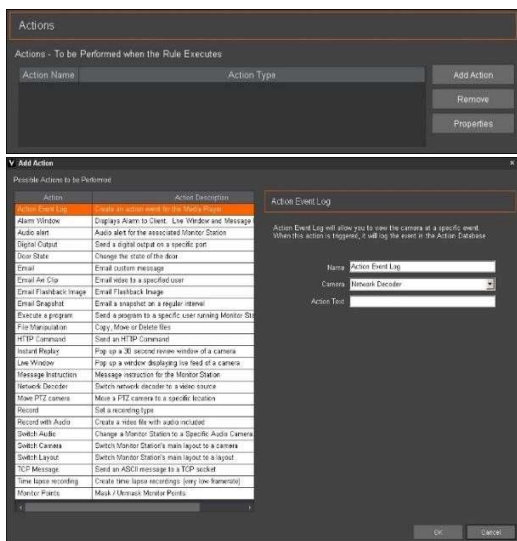 Actions
Actions - To be Performed when the Rule Executes
Action Name Action Type
Add Action
Remove
Properties
Add Action
Possible Actions to be Performed
Action Action Description
Action Event Log Create an action event for the Media Player
Alarm Window Displays Alarm to Client. Live Window and Message I
Audio alert Audio alert for the associated Monitor Station
Digital Output Send a digital output on a specific port
Door State Change the state of the door
Email Email custom message
Email Avi Clip Email video to a specified user
Email Flashback Image Email Flashback Image
Email Snapshot Email a snapshot on a regular interval
Execute a program Send a program to a specific user running Monitor Sta
File Manipulation Copy, Move or Delete files
HTTP Command Send an HTTP Command
Instant Replay Pop up a 30 second review window of a camera
Live Window Pop up a window displaying live feed of a camera
Message Instruction Message instruction for the Monitor Station
Network Decoder Switch network decoder to a video source
Move PTZ camera Move a PTZ camera to a specific location
Record Set a recording type
Record with Audio Create a video file with audio included
Switch Audio Change a Monitor Station to a Specific Audio Camera
Switch Camera Switch Monitor Station's main layout to a camera
Switch Layout Switch Monitor Station's main layout to a layout
TCP Message Send an ASCII message to a TCP socket
Time lapse recording Create time lapse recordings (very low framerate)
Monitor Points Mask / Unmask Monitor Points
Action Event Log
Action Event Log will allow you to view the camera at a specific event.
When this action is triggered, it will log the event in the Action Database
Name Action Event Log
Camera Network Decoder
Action Text
OK Cancel